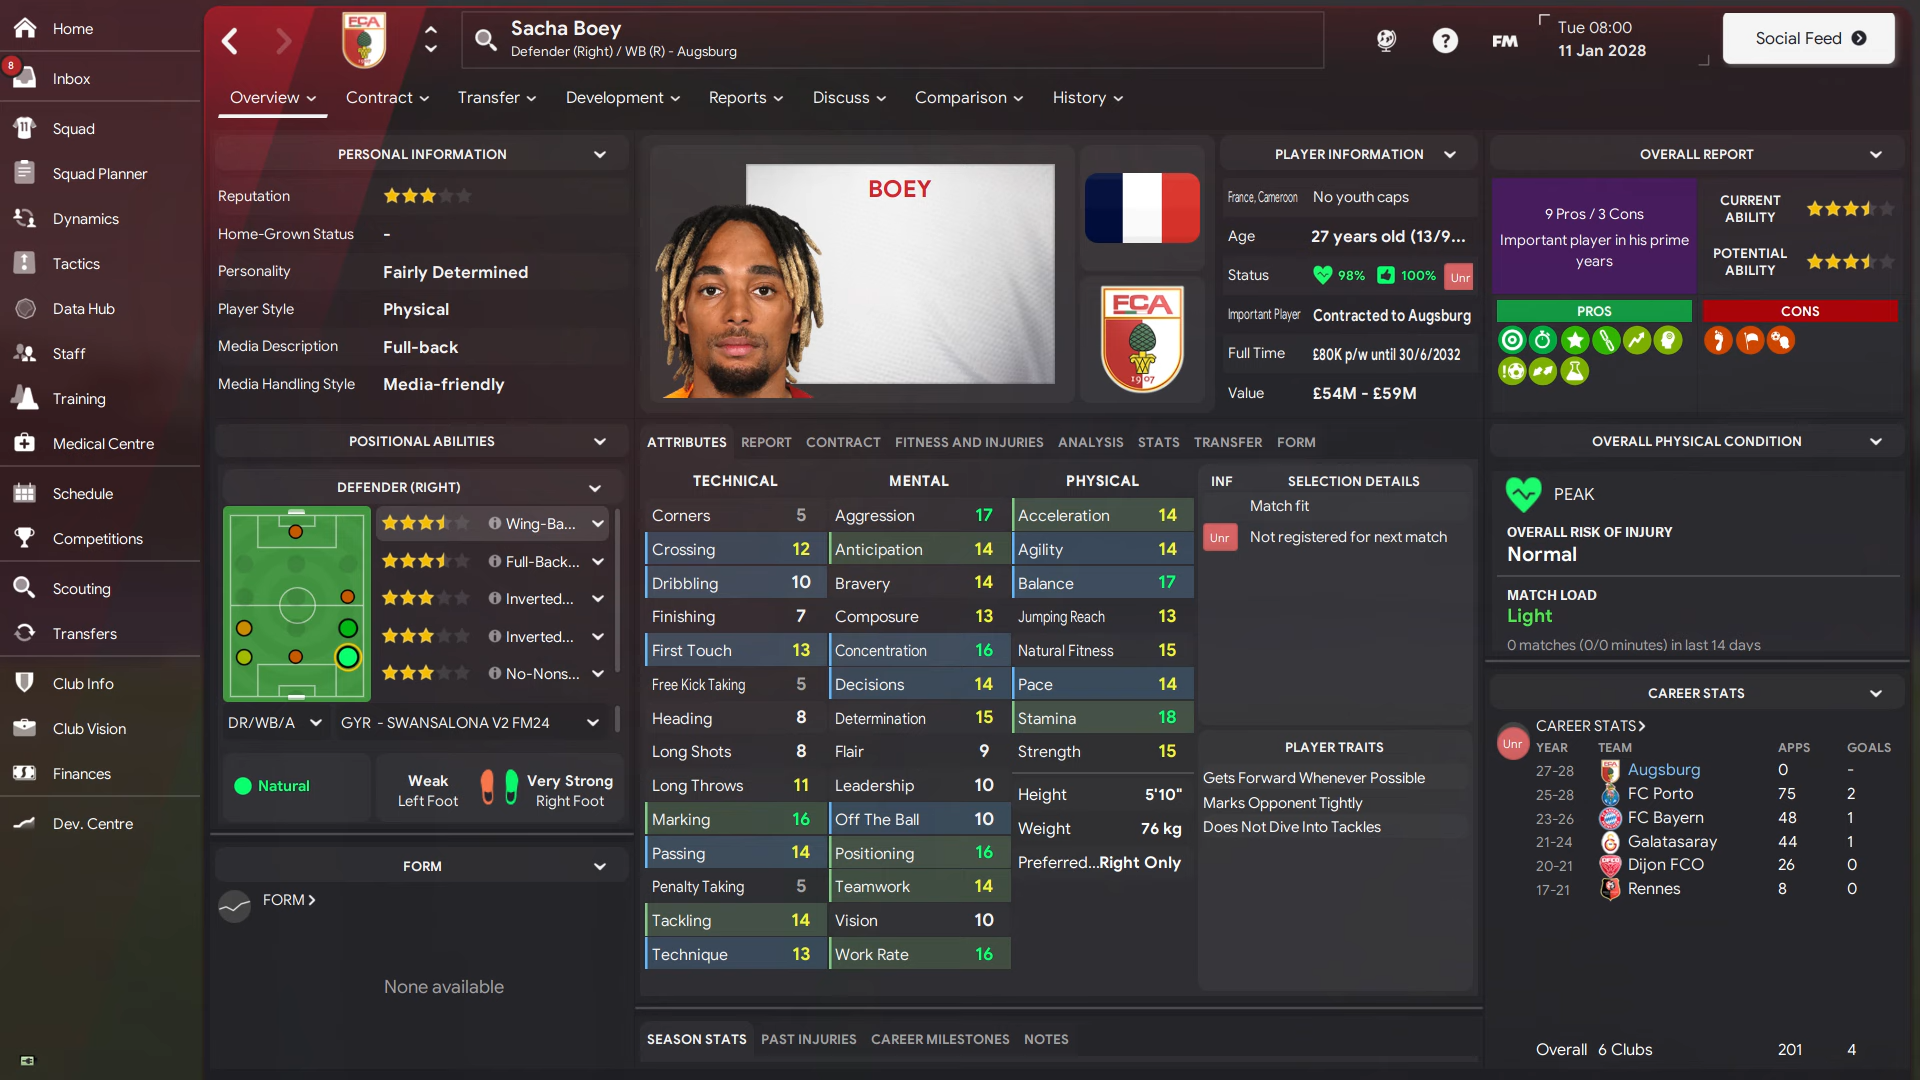 Home
8
Inbox
Squad
Squad Planner
Dynamics
Tactics
Data Hub
Staff
Training
Medical Centre
Schedule
Competitions
Scouting
Transfers
Club Info
Club Vision
Finances
Dev. Centre
FCA
1907
Sacha Boey
Defender (Right) / WB (R) - Augsburg
?
FM
Tue 08:00
11 Jan 2028
Social Feed
Overview
Contract
Transfer
Development
Reports
Discuss
Comparison
History
PERSONAL INFORMATION
Reputation
Home-Grown Status -
Personality Fairly Determined
Player Style Physical
Media Description Full-back
Media Handling Style Media-friendly
BOEY
FCA
1907
PLAYER INFORMATION
France, Cameroon No youth caps
Age 27 years old (13/9...
Status 98% 100% Unr
Important Player Contracted to Augsburg
Full Time £80K p/w until 30/6/2032
Value £54M - £59M
OVERALL REPORT
9 Pros / 3 Cons
Important player in his prime
years
CURRENT
ABILITY
POTENTIAL
ABILITY
PROS
CONS
POSITIONAL ABILITIES
DEFENDER (RIGHT)
Wing-Ba...
Full-Back...
Inverted...
Inverted...
No-Nons...
DR/WB/A
GYR - SWANSALONA V2 FM24
Natural
Weak
Left Foot
Very Strong
Right Foot
FORM
FORM
None available
ATTRIBUTES REPORT CONTRACT FITNESS AND INJURIES ANALYSIS STATS TRANSFER FORM
TECHNICAL
Corners 5
Crossing 12
Dribbling 10
Finishing 7
First Touch 13
Free Kick Taking 5
Heading 8
Long Shots 8
Long Throws 11
Marking 16
Passing 14
Penalty Taking 5
Tackling 14
Technique 13
MENTAL
Aggression 17
Anticipation 14
Bravery 14
Composure 13
Concentration 16
Decisions 14
Determination 15
Flair 9
Leadership 10
Off The Ball 10
Positioning 16
Teamwork 14
Vision 10
Work Rate 16
PHYSICAL
Acceleration 14
Agility 14
Balance 17
Jumping Reach 13
Natural Fitness 15
Pace 14
Stamina 18
Strength 15
Height 5'10"
Weight 76 kg
Preferred...Right Only
INF SELECTION DETAILS
Match fit
Unr Not registered for next match
PLAYER TRAITS
Gets Forward Whenever Possible
Marks Opponent Tightly
Does Not Dive Into Tackles
SEASON STATS PAST INJURIES CAREER MILESTONES NOTES
OVERALL PHYSICAL CONDITION
PEAK
OVERALL RISK OF INJURY
Normal
MATCH LOAD
Light
0 matches (0/0 minutes) in last 14 days
CAREER STATS
Unr
CAREER STATS
YEAR TEAM APPS GOALS
27-28 Augsburg 0 -
25-28 FC Porto 75 2
23-26 FC Bayern 48 1
21-24 Galatasaray 44 1
20-21 Dijon FCO 26 0
17-21 Rennes 8 0
Overall 6 Clubs 201 4